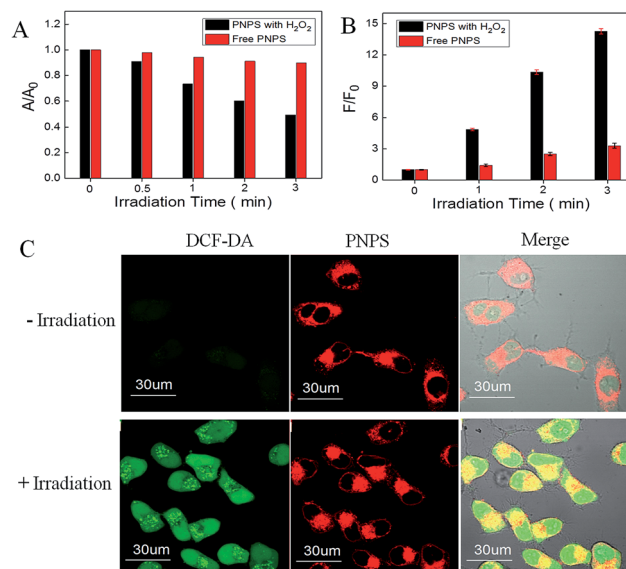 A
PNPS with H₂O₂
Free PNPS
A/A₀
1.2
1.0
0.8
0.6
0.4
0.2
0.0
0 0.5 1 2 3
Irradiation Time ( min)
B
PNPS with H₂O₂
Free PNPS
F/F₀
15
12
9
6
3
0
0 1 2 3
Irradiation Time ( min)
C
DCF-DA PNPS Merge
- Irradiation
30um 30um 30um
+ Irradiation
30um 30um 30um